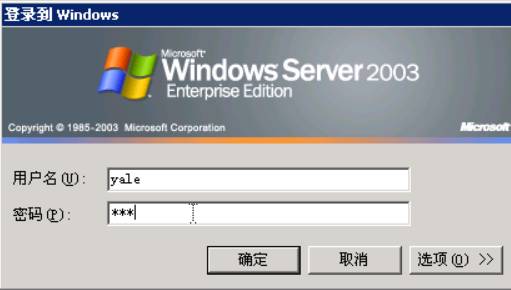 登录到 Windows
Microsoft
Windows Server 2003
Enterprise Edition
Copyright © 1985-2003 Microsoft Corporation Microsoft
用户名(U): yale
密码(P): ***
确定 取消 选项(O) >>